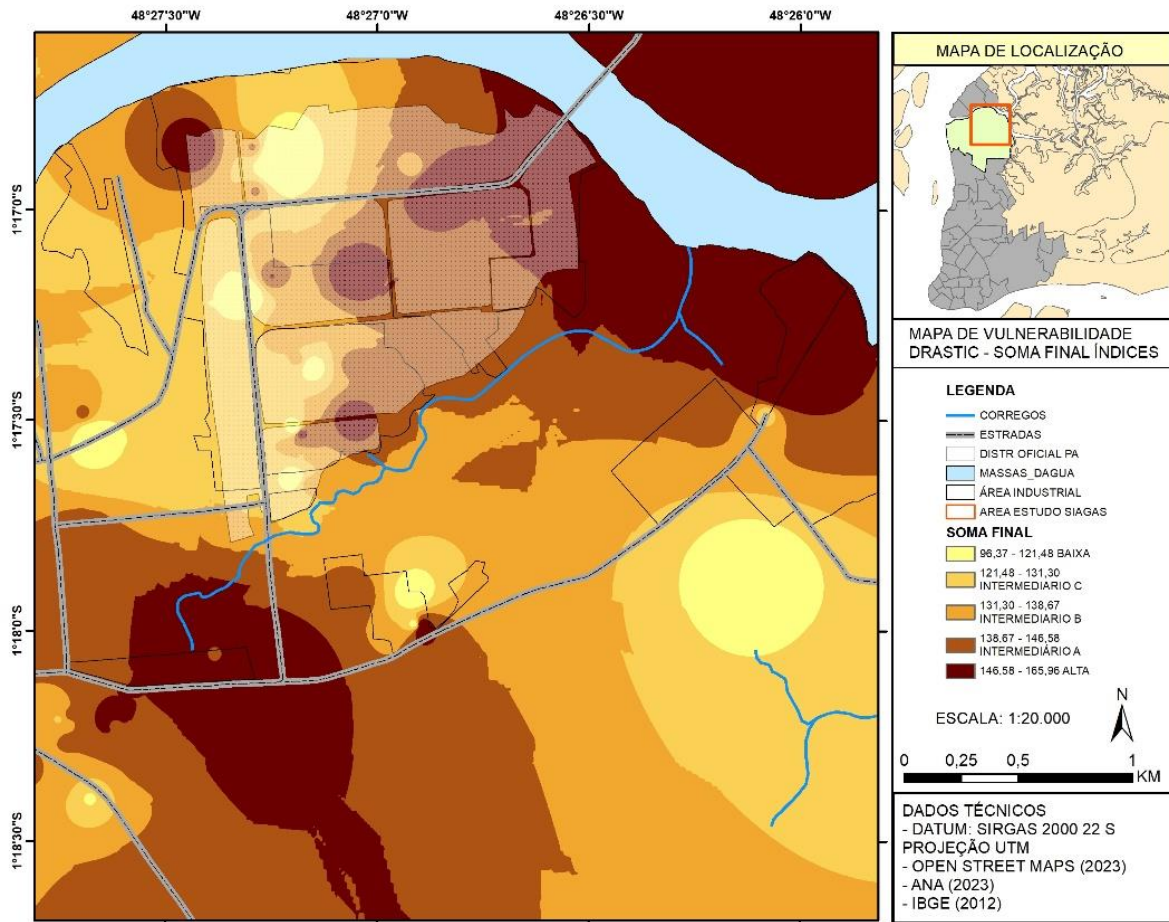 48°27'30"W
48°27'0"W
48°26'30"W
48°26'0"W
1°17'0"S
1°17'30"S
1°18'0"S
1°18'30"S
MAPA DE LOCALIZAÇÃO
MAPA DE VULNERABILIDADE
DRASTIC - SOMA FINAL ÍNDICES
LEGENDA
CORREGOS
ESTRADAS
DISTR OFICIAL PA
MASSAS_DAGUA
ÁREA INDUSTRIAL
AREA ESTUDO SIAGAS
SOMA FINAL
96,37 - 121,48 BAIXA
121,48 - 131,30
INTERMEDIARIO C
131,30 - 138,67
INTERMEDIARIO B
138,67 - 146,58
INTERMEDIÁRIO A
146,58 - 165,96 ALTA
N
ESCALA: 1:20.000
0 0,25 0,5 1
KM
DADOS TÉCNICOS
- DATUM: SIRGAS 2000 22 S
PROJEÇÃO UTM
- OPEN STREET MAPS (2023)
- ANA (2023)
- IBGE (2012)